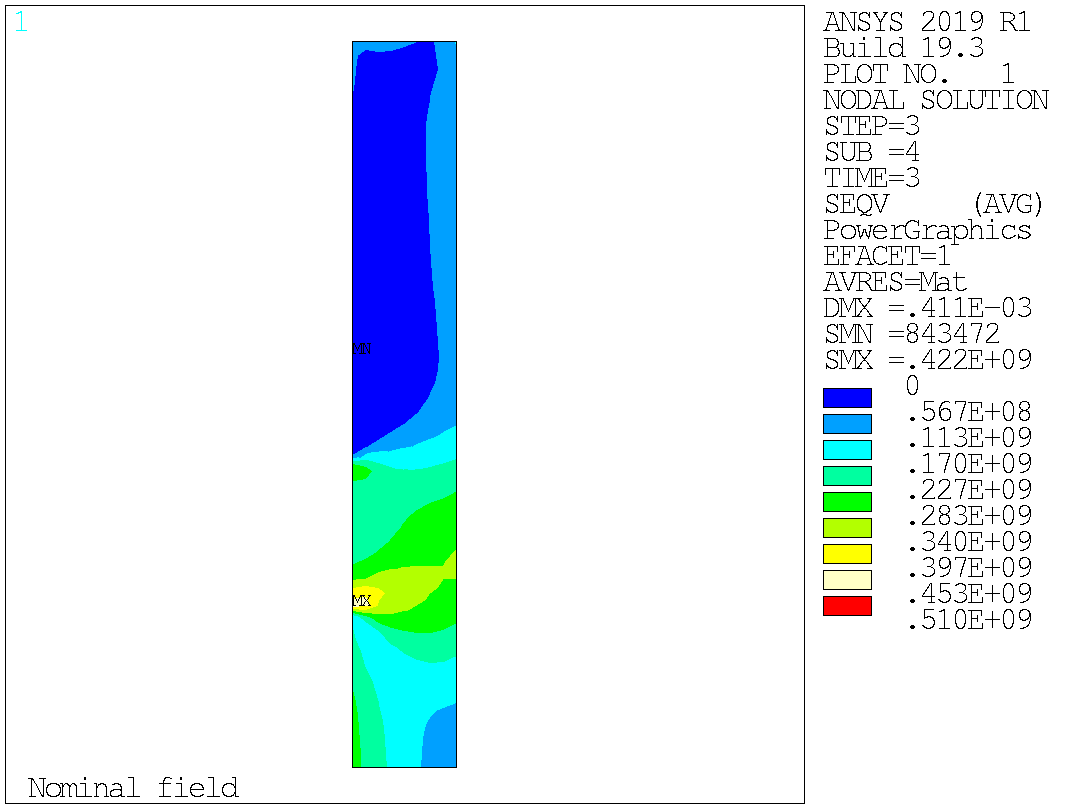 1
ANSYS 2019 R1
Build 19.3
PLOT NO. 1
NODAL SOLUTION
STEP=3
SUB =4
TIME=3
SEQV (AVG)
PowerGraphics
EFACET=1
AVRES=Mat
DMX =.411E-03
SMN =843472
SMX =.422E+09
0
.567E+08
.113E+09
.170E+09
.227E+09
.283E+09
.340E+09
.397E+09
.453E+09
.510E+09
MN
MX
Nominal field